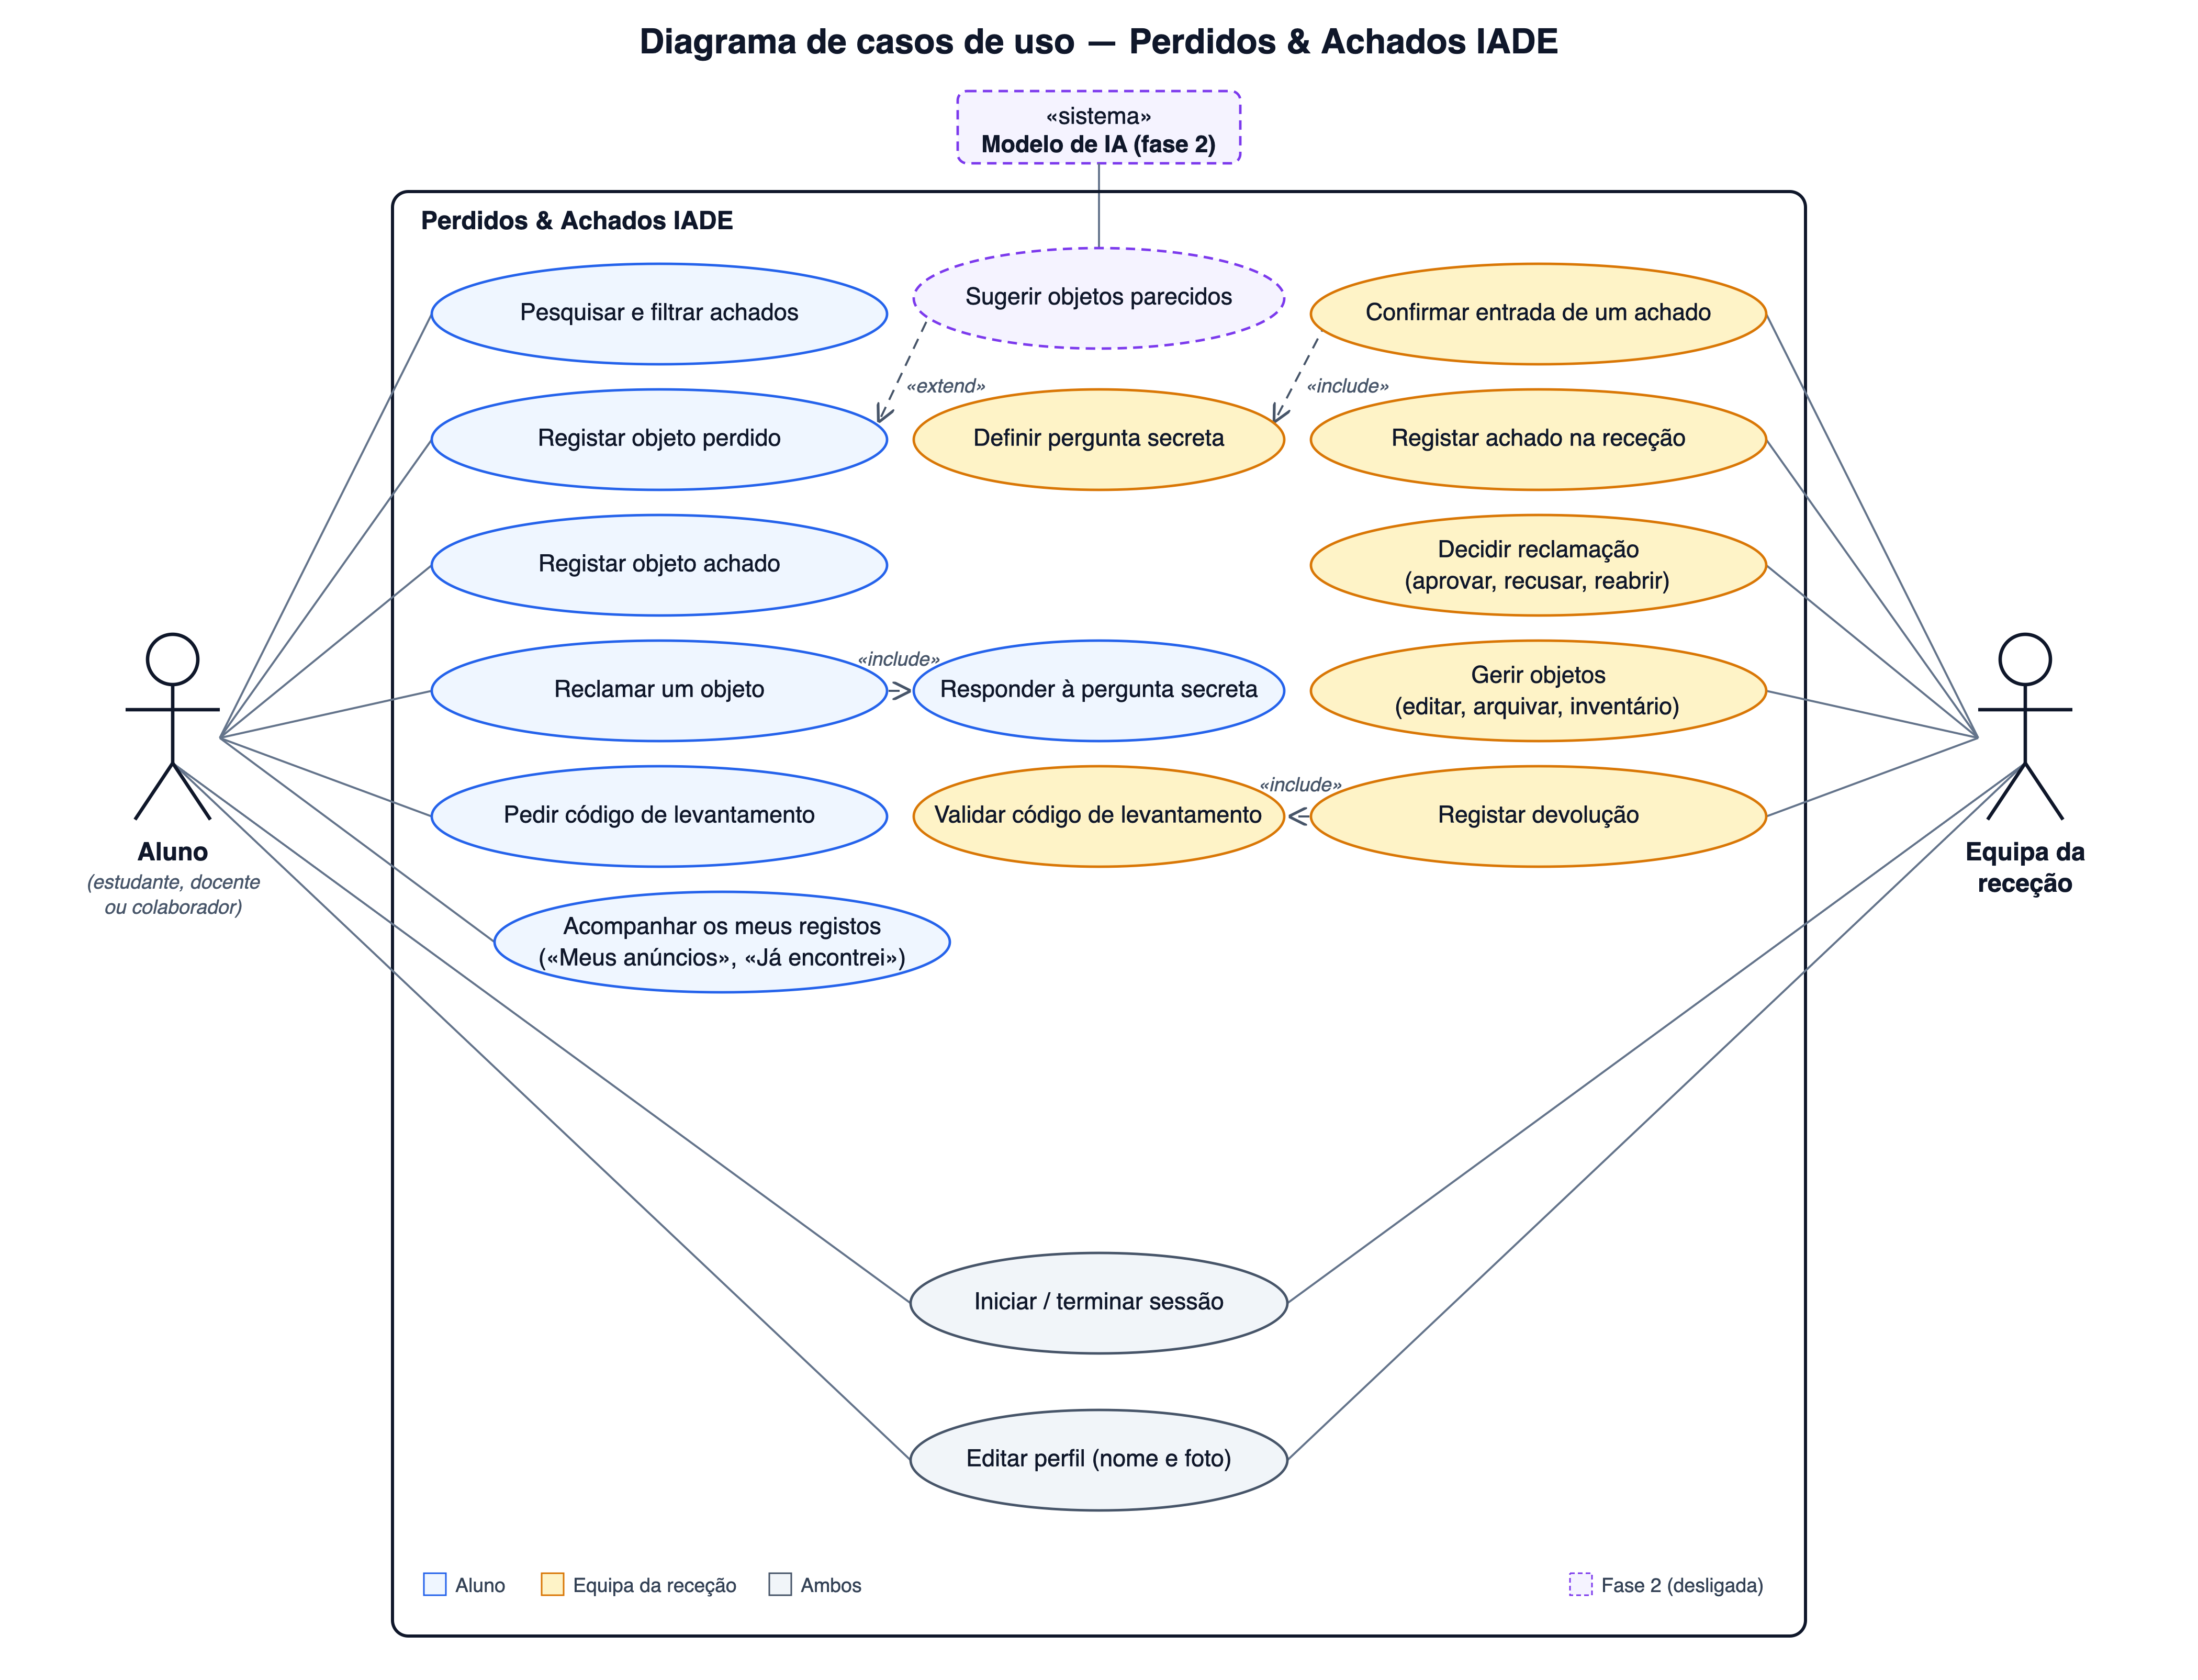 Diagrama de casos de uso — Perdidos & Achados IADE
«sistema»
Modelo de IA (fase 2)
Perdidos & Achados IADE
Pesquisar e filtrar achados
Sugerir objetos parecidos
Confirmar entrada de um achado
«extend»
«include»
Registar objeto perdido
Definir pergunta secreta
Registar achado na receção
Registar objeto achado
Decidir reclamação
(aprovar, recusar, reabrir)
«include»
Reclamar um objeto
Responder à pergunta secreta
Gerir objetos
(editar, arquivar, inventário)
«include»
Pedir código de levantamento
Validar código de levantamento
Registar devolução
Aluno
(estudante, docente
ou colaborador)
Equipa da
receção
Acompanhar os meus registos
(«Meus anúncios», «Já encontrei»)
Iniciar / terminar sessão
Editar perfil (nome e foto)
Aluno
Equipa da receção
Ambos
Fase 2 (desligada)